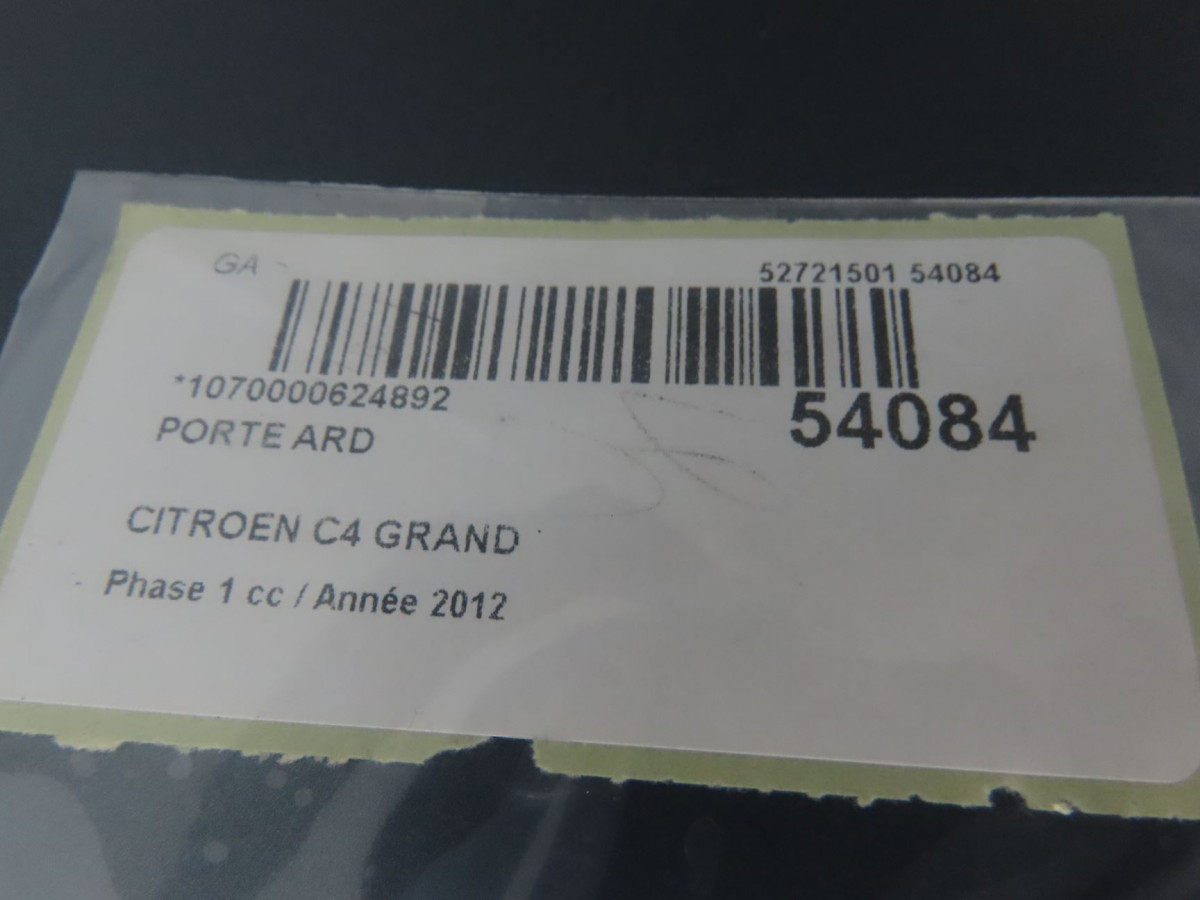 GA
52721501 54084
*1070000624892
54084
PORTE ARD
CITROEN C4 GRAND
Phase 1 cc / Année 2012